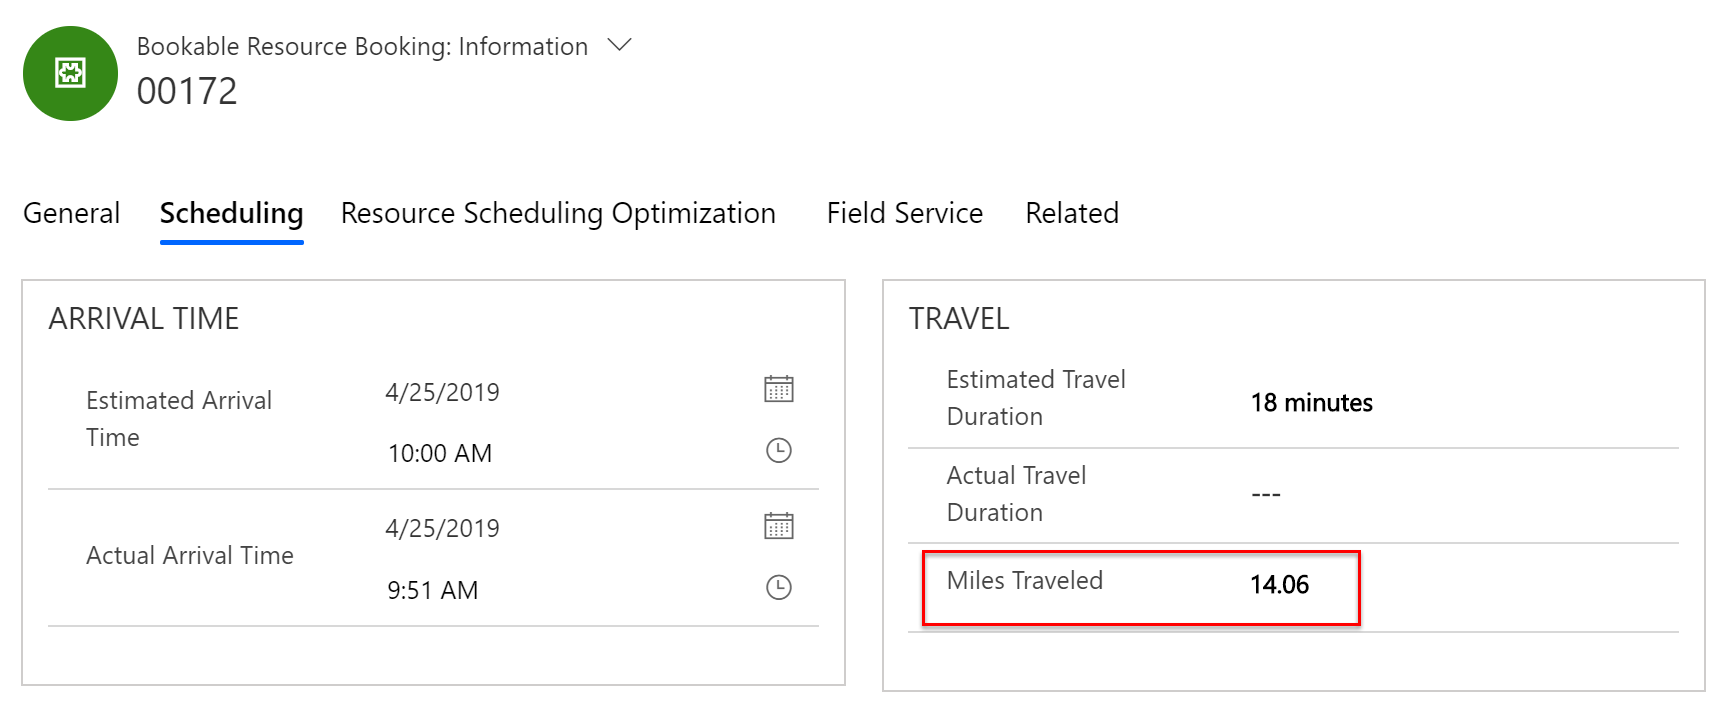 Bookable Resource Booking: Information
00172
General Scheduling Resource Scheduling Optimization Field Service Related
ARRIVAL TIME
Estimated Arrival
Time
4/25/2019
10:00 AM
Actual Arrival Time
4/25/2019
9:51 AM
TRAVEL
Estimated Travel
Duration
18 minutes
Actual Travel
Duration
---
Miles Traveled
14.06